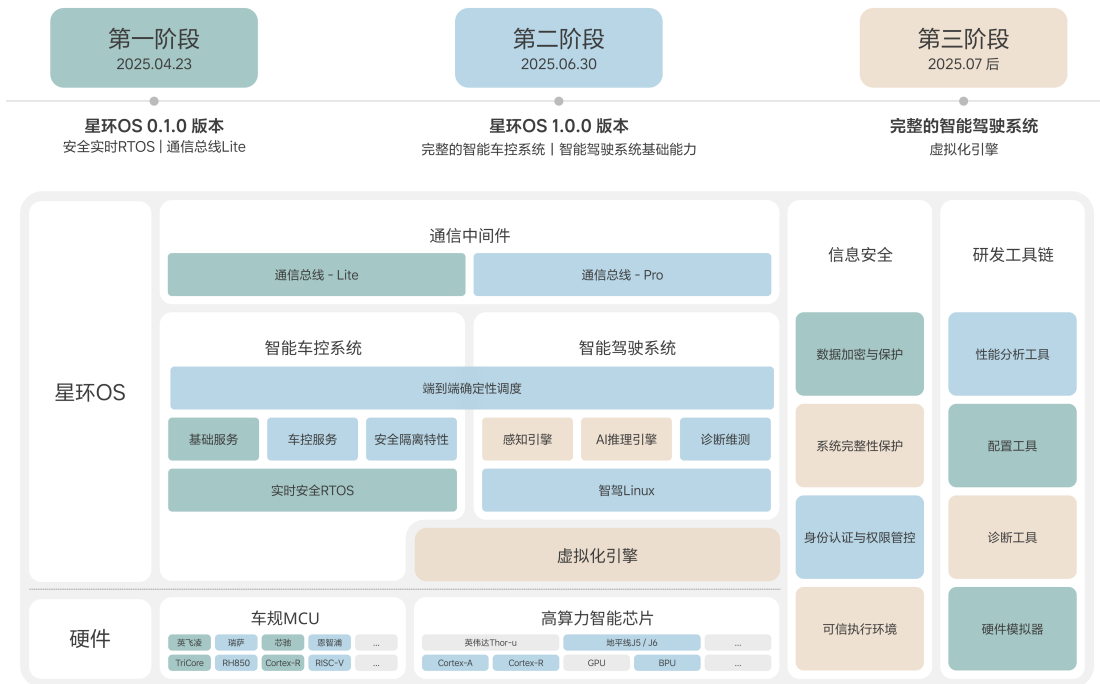 第一阶段
2025.04.23
第二阶段
2025.06.30
第三阶段
2025.07 后
星环OS 0.1.0 版本
安全实时RTOS | 通信总线Lite
星环OS 1.0.0 版本
完整的智能车控系统 | 智能驾驶系统基础能力
完整的智能驾驶系统
虚拟化引擎
星环OS
通信中间件
通信总线 - Lite
通信总线 - Pro
智能车控系统
智能驾驶系统
端到端确定性调度
基础服务
车控服务
安全隔离特性
感知引擎
AI推理引擎
诊断维测
实时安全RTOS
智驾Linux
虚拟化引擎
信息安全
数据加密与保护
系统完整性保护
身份认证与权限管控
可信执行环境
研发工具链
性能分析工具
配置工具
诊断工具
硬件模拟器
硬件
车规MCU
英飞凌
瑞萨
芯驰
恩智浦
...
TriCore
RH850
Cortex-R
RISC-V
...
高算力智能芯片
英伟达Thor-u
地平线J5 / J6
...
Cortex-A
Cortex-R
GPU
BPU
...